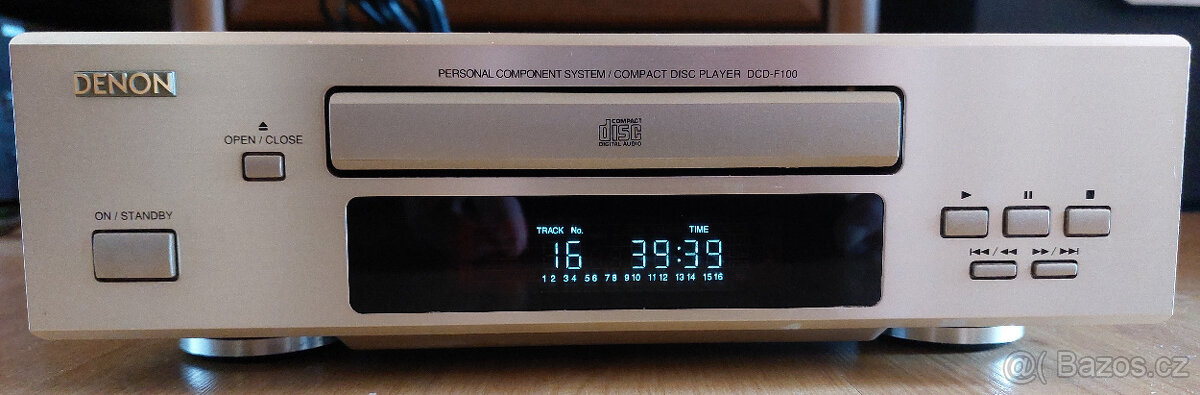 DENON
PERSONAL COMPONENT SYSTEM / COMPACT DISC PLAYER DCD-F100
COMPACT
disc
DIGITAL AUDIO
OPEN / CLOSE
ON / STANDBY
TRACK No. TIME
16 39:39
1 2 3 4 5 6 7 8 9 10 11 12 13 14 15 16
@( Bazos.cz